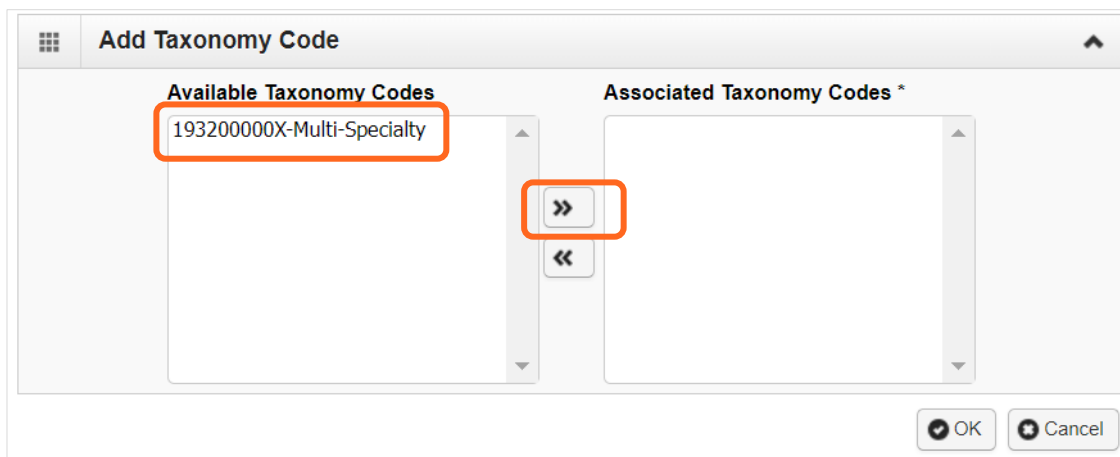 Add Taxonomy Code
Available Taxonomy Codes
Associated Taxonomy Codes *
193200000X-Multi-Specialty
»
«
OK
Cancel